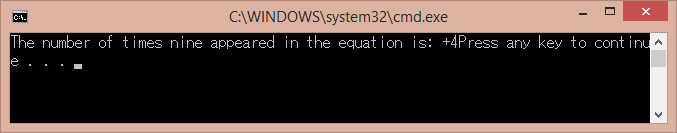 C:\WINDOWS\system32\cmd.exe
The number of times nine appeared in the equation is: +4Press any key to continu
e . . .